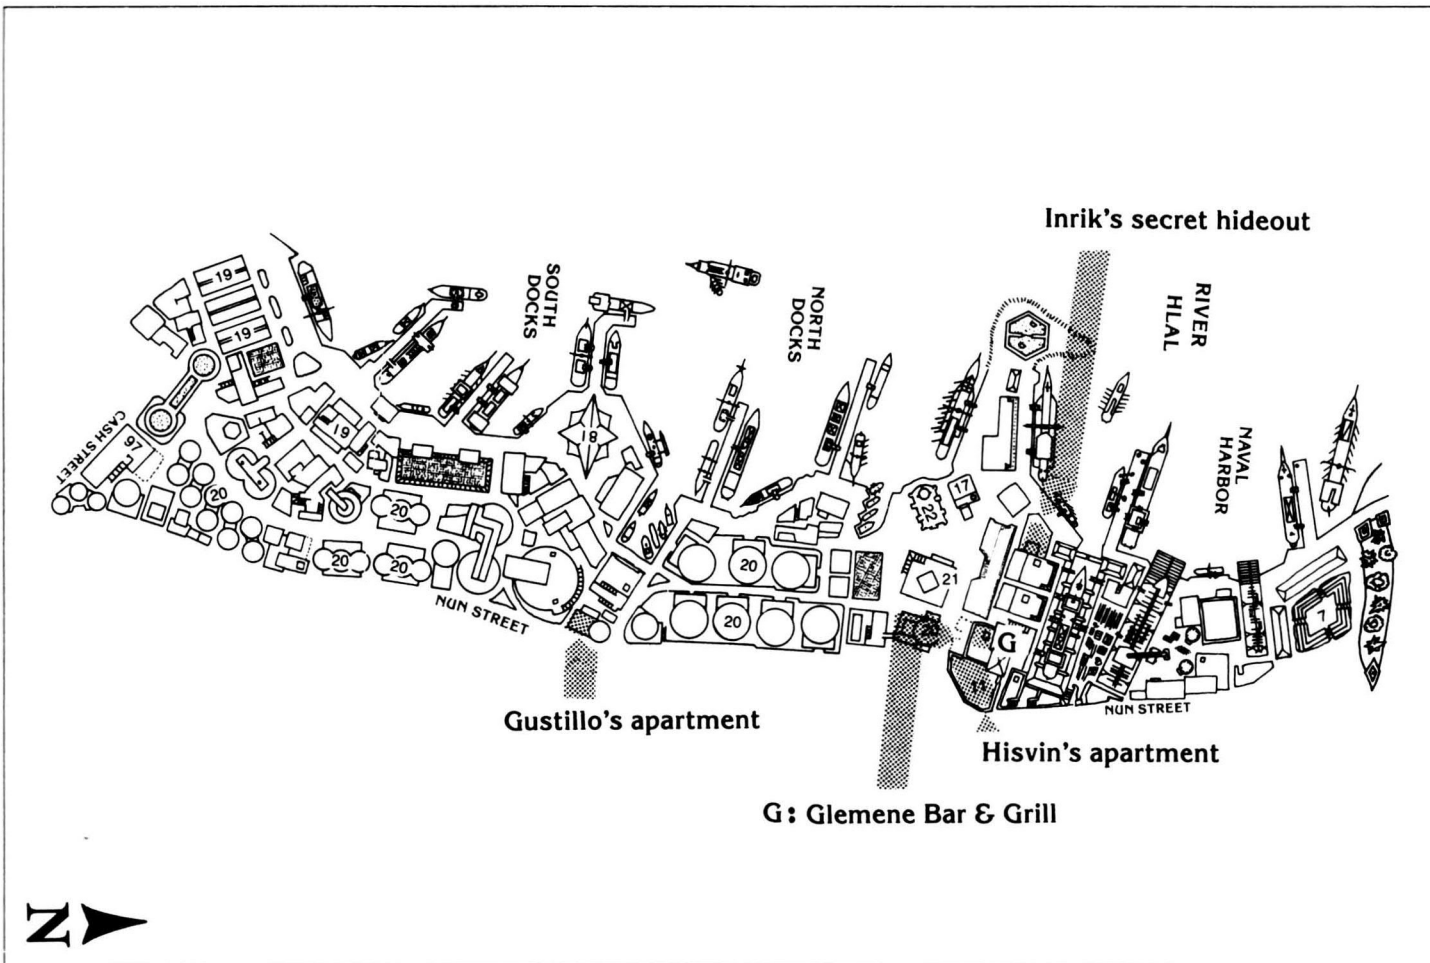 Inrik's secret hideout
RIVER
HLAL
SOUTH
DOCKS
NORTH
DOCKS
NAVAL
HARBOR
19
19
19
CASH STREET
26
18
20
20
20
20
20
20
17
22
21
7
G
13
NUN STREET
NUN STREET
Gustillo's apartment
Hisvin's apartment
G: Glemene Bar & Grill
N